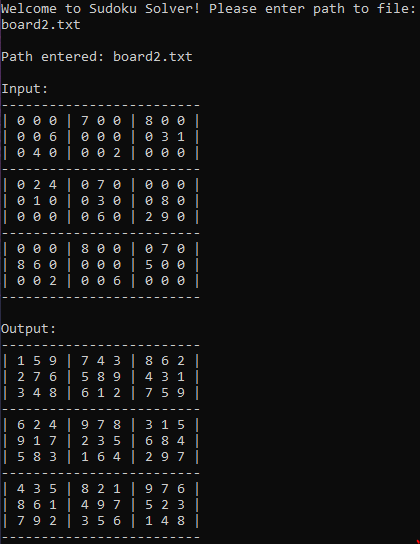 Welcome to Sudoku Solver! Please enter path to file:
board2.txt
Path entered: board2.txt
Input:
-------------------------
| 0 0 0 | 7 0 0 | 8 0 0 |
| 0 0 6 | 0 0 0 | 0 3 1 |
| 0 4 0 | 0 0 2 | 0 0 0 |
-------------------------
| 0 2 4 | 0 7 0 | 0 0 0 |
| 0 1 0 | 0 3 0 | 0 8 0 |
| 0 0 0 | 0 6 0 | 2 9 0 |
-------------------------
| 0 0 0 | 8 0 0 | 0 7 0 |
| 8 6 0 | 0 0 0 | 5 0 0 |
| 0 0 2 | 0 0 6 | 0 0 0 |
-------------------------
Output:
-------------------------
| 1 5 9 | 7 4 3 | 8 6 2 |
| 2 7 6 | 5 8 9 | 4 3 1 |
| 3 4 8 | 6 1 2 | 7 5 9 |
-------------------------
| 6 2 4 | 9 7 8 | 3 1 5 |
| 9 1 7 | 2 3 5 | 6 8 4 |
| 5 8 3 | 1 6 4 | 2 9 7 |
-------------------------
| 4 3 5 | 8 2 1 | 9 7 6 |
| 8 6 1 | 4 9 7 | 5 2 3 |
| 7 9 2 | 3 5 6 | 1 4 8 |
-------------------------